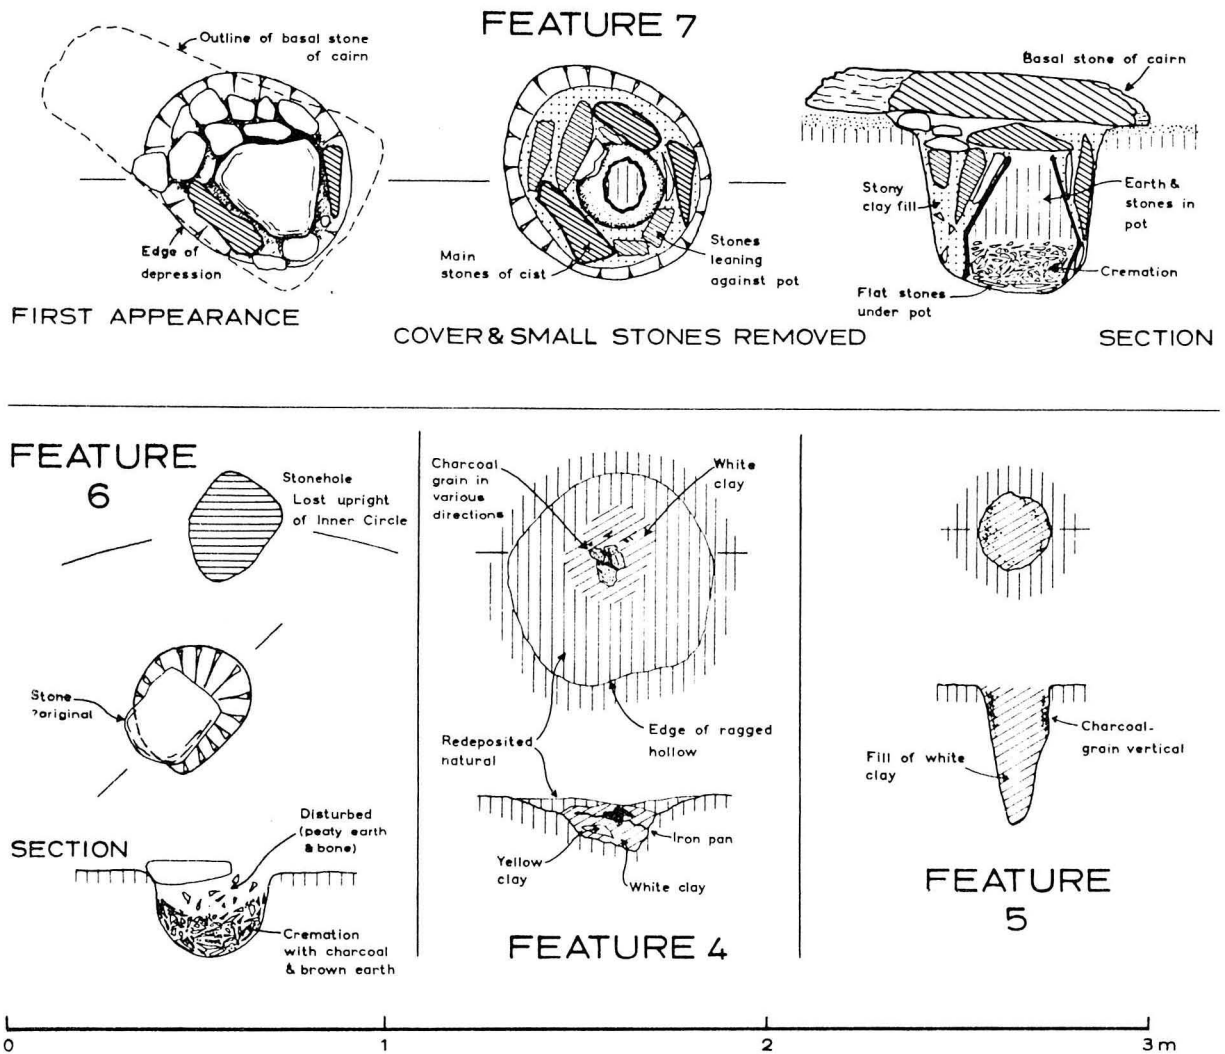 FEATURE 7
Outline of basal stone
of cairn
Edge of
depression
FIRST APPEARANCE
Main
stones of cist
Stones
leaning
against pot
COVER & SMALL STONES REMOVED
Basal stone of cairn
Stony
clay fill
Earth &
stones in
pot
Cremation
Flat stones
under pot
SECTION
FEATURE
6
Stonehole
Lost upright
of Inner Circle
Stone
?original
SECTION
Disturbed
(peaty earth
& bone)
Cremation
with charcoal
& brown earth
Charcoal
grain in
various
directions
White
clay
Redeposited
natural
Edge of ragged
hollow
Yellow
clay
White clay
Iron pan
FEATURE 4
Charcoal-
grain vertical
Fill of white
clay
FEATURE
5
0 1 2 3 m